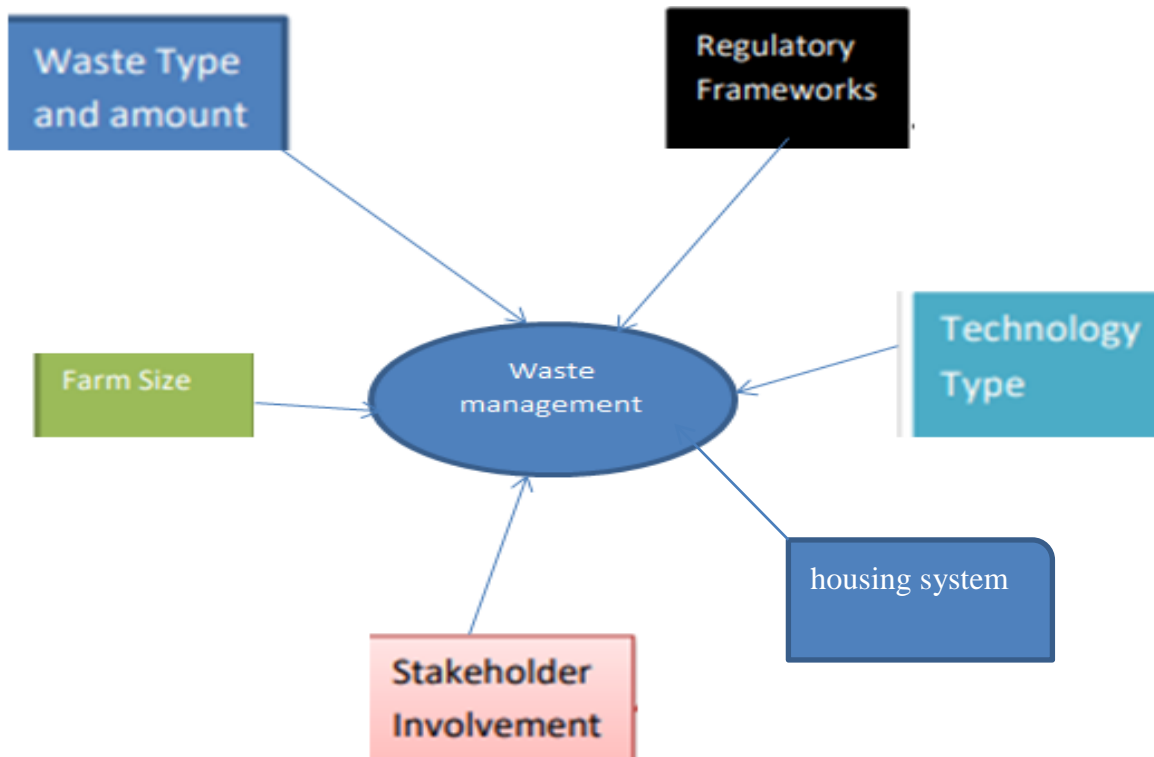 Waste Type
and amount
Regulatory
Frameworks
Technology
Type
Farm Size
Waste
management
housing system
Stakeholder
Involvement